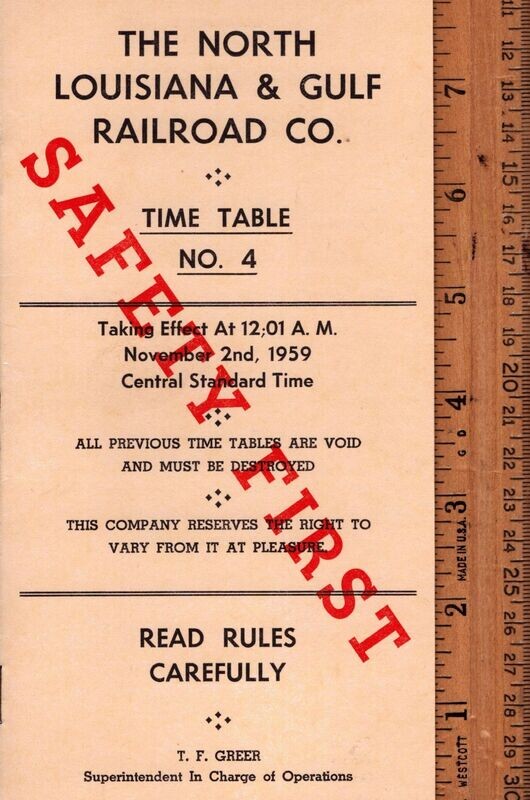 THE NORTH
LOUISIANA & GULF
RAILROAD CO.
TIME TABLE
NO. 4
Taking Effect At 12;01 A. M.
November 2nd, 1959
Central Standard Time
ALL PREVIOUS TIME TABLES ARE VOID
AND MUST BE DESTROYED
THIS COMPANY RESERVES THE RIGHT TO
VARY FROM IT AT PLEASURE.
READ RULES
CAREFULLY
T. F. GREER
Superintendent In Charge of Operations
SAFETY FIRST
7
6
5
4
3
2
1
G D
MADE IN U.S.A.
WESTCOTT
11
12
13
14
15
16
17
18
19
20
21
22
23
24
25
26
27
28
29
30